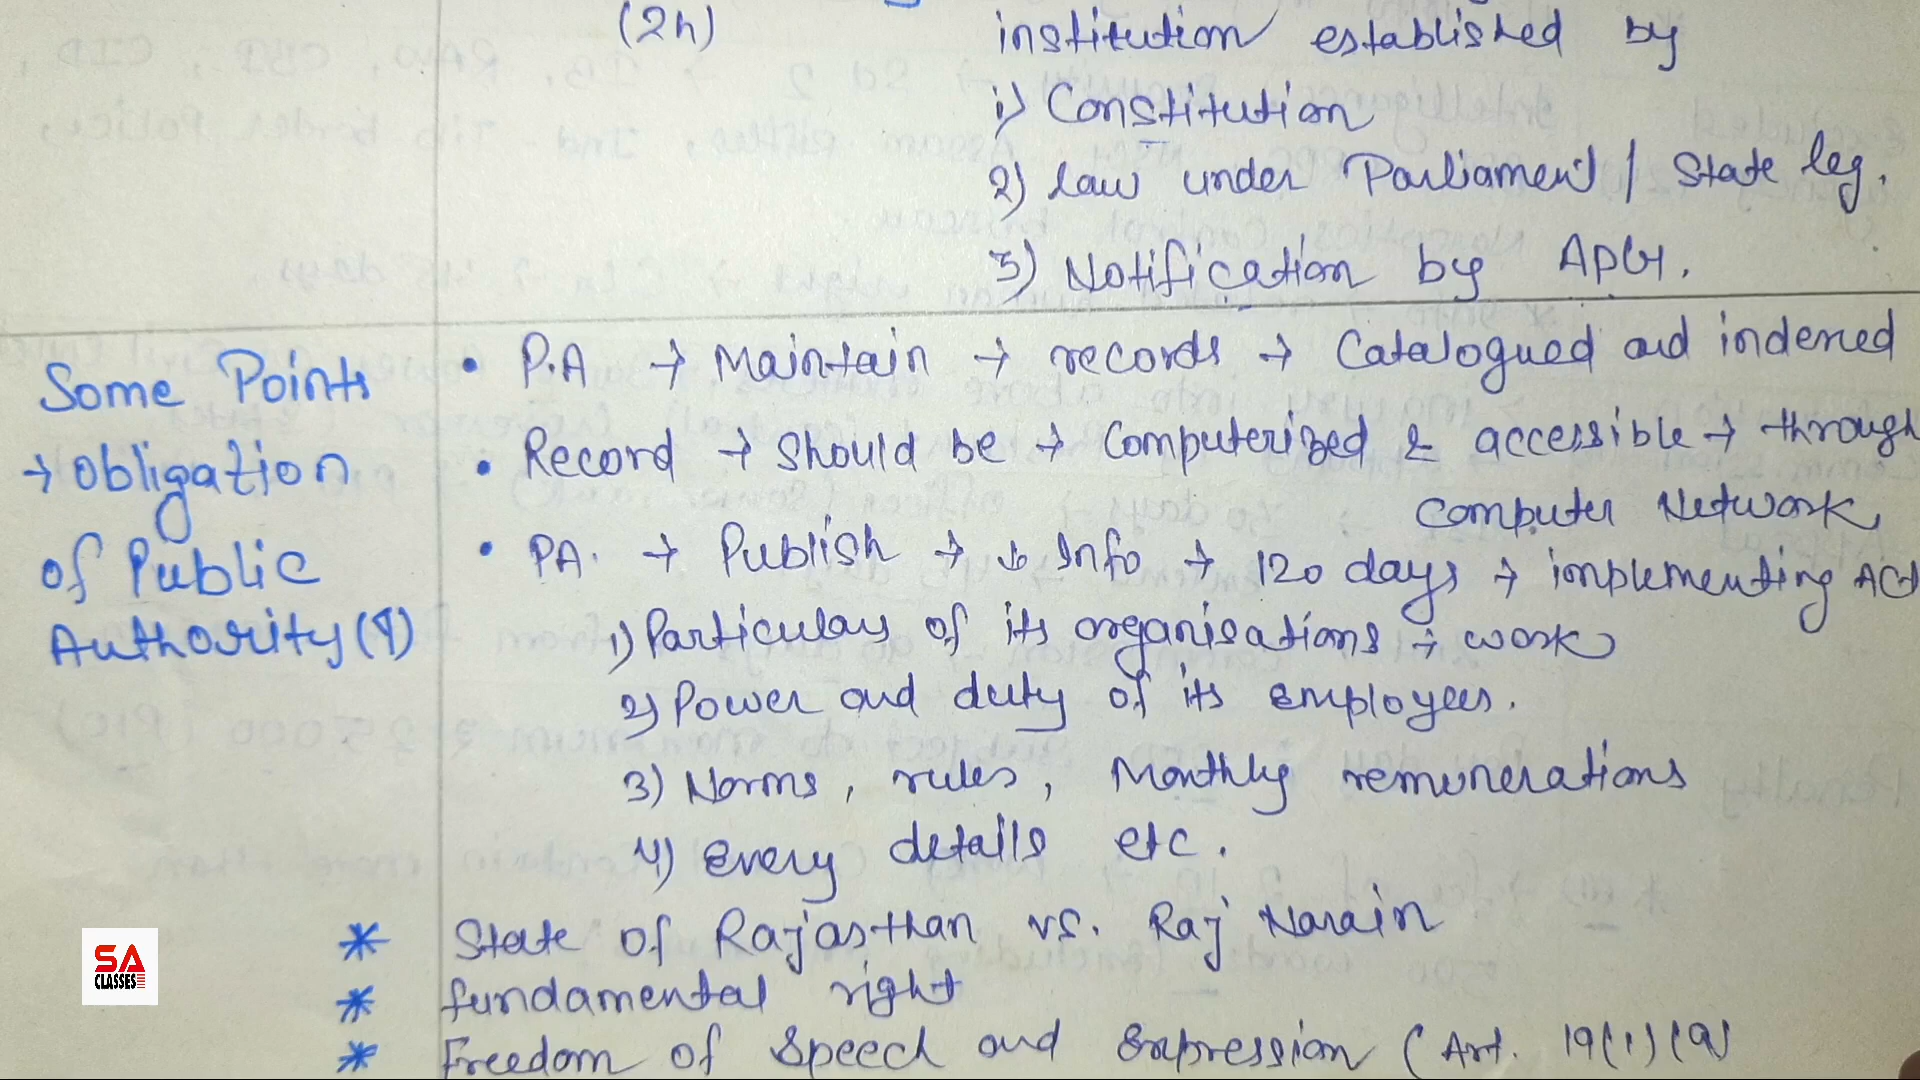 (2h) institution established by
i) Constitution
2) Law under Parliament / State leg.
3) Notification by APGI.
Some Points
→ Obligation
of Public
Authority (4)
• P.A → Maintain → records → Catalogued and indexed
• Record → Should be → Computerized & accessible → through
Computer Network
• PA. → Publish → ↓ Info → 120 days → implementing Act
1) Particulars of its organisations → work
2) Power and duty of its employees.
3) Norms, rules, Monthly remunerations
4) Every details etc.
* State of Rajasthan vs. Raj Narain
* fundamental right
* Freedom of Speech and Expression (Art. 19(1)(a)
SA
CLASSES